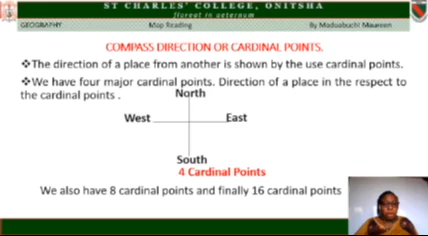 ST CHARLES' COLLEGE, ONITSHA
floreat in aeternum
GEOGRAPHY Map Reading By Maduabuchi Maureen
COMPASS DIRECTION OR CARDINAL POINTS.
❖The direction of a place from another is shown by the use cardinal points.
❖We have four major cardinal points. Direction of a place in the respect to
the cardinal points .
North
West East
South
4 Cardinal Points
We also have 8 cardinal points and finally 16 cardinal points